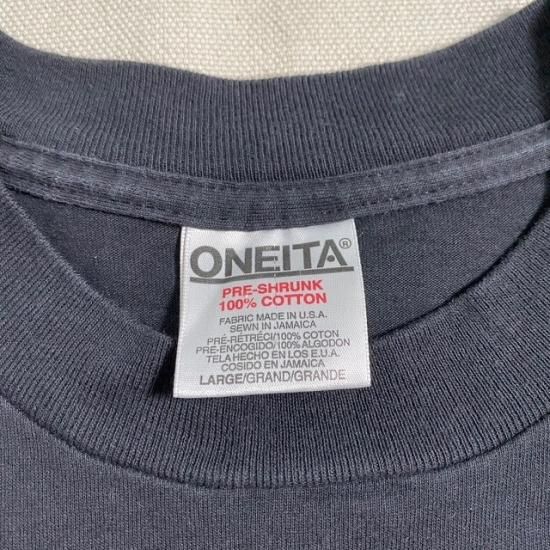 ONEITA®
PRE-SHRUNK
100% COTTON
FABRIC MADE IN U.S.A.
SEWN IN JAMAICA
PRÉ-RETRÉCI/100% COTON
PRE-ENCOGIDO/100% ALGODON
TELA HECHO EN LOS E.U.A.
COSIDO EN JAMAICA
LARGE/GRAND/GRANDE